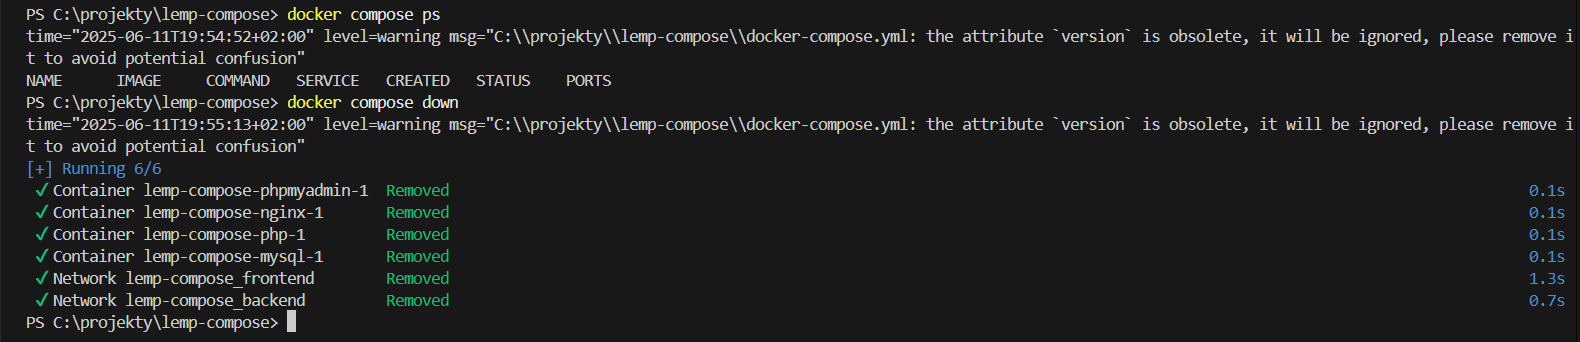 PS C:\projekty\lemp-compose> docker compose ps
time="2025-06-11T19:54:52+02:00" level=warning msg="C:\\projekty\\lemp-compose\\docker-compose.yml: the attribute `version` is obsolete, it will be ignored, please remove i
t to avoid potential confusion"
NAME      IMAGE     COMMAND   SERVICE   CREATED   STATUS    PORTS
PS C:\projekty\lemp-compose> docker compose down
time="2025-06-11T19:55:13+02:00" level=warning msg="C:\\projekty\\lemp-compose\\docker-compose.yml: the attribute `version` is obsolete, it will be ignored, please remove i
t to avoid potential confusion"
[+] Running 6/6
 ✔ Container lemp-compose-phpmyadmin-1  Removed 0.1s
 ✔ Container lemp-compose-nginx-1       Removed 0.1s
 ✔ Container lemp-compose-php-1         Removed 0.1s
 ✔ Container lemp-compose-mysql-1       Removed 0.1s
 ✔ Network lemp-compose_frontend        Removed 1.3s
 ✔ Network lemp-compose_backend         Removed 0.7s
PS C:\projekty\lemp-compose>